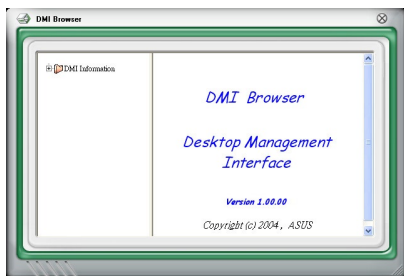 DMI Browser
DMI Information
DMI Browser
Desktop Management
Interface
Version 1.00.00
Copyright (c) 2004, ASUS